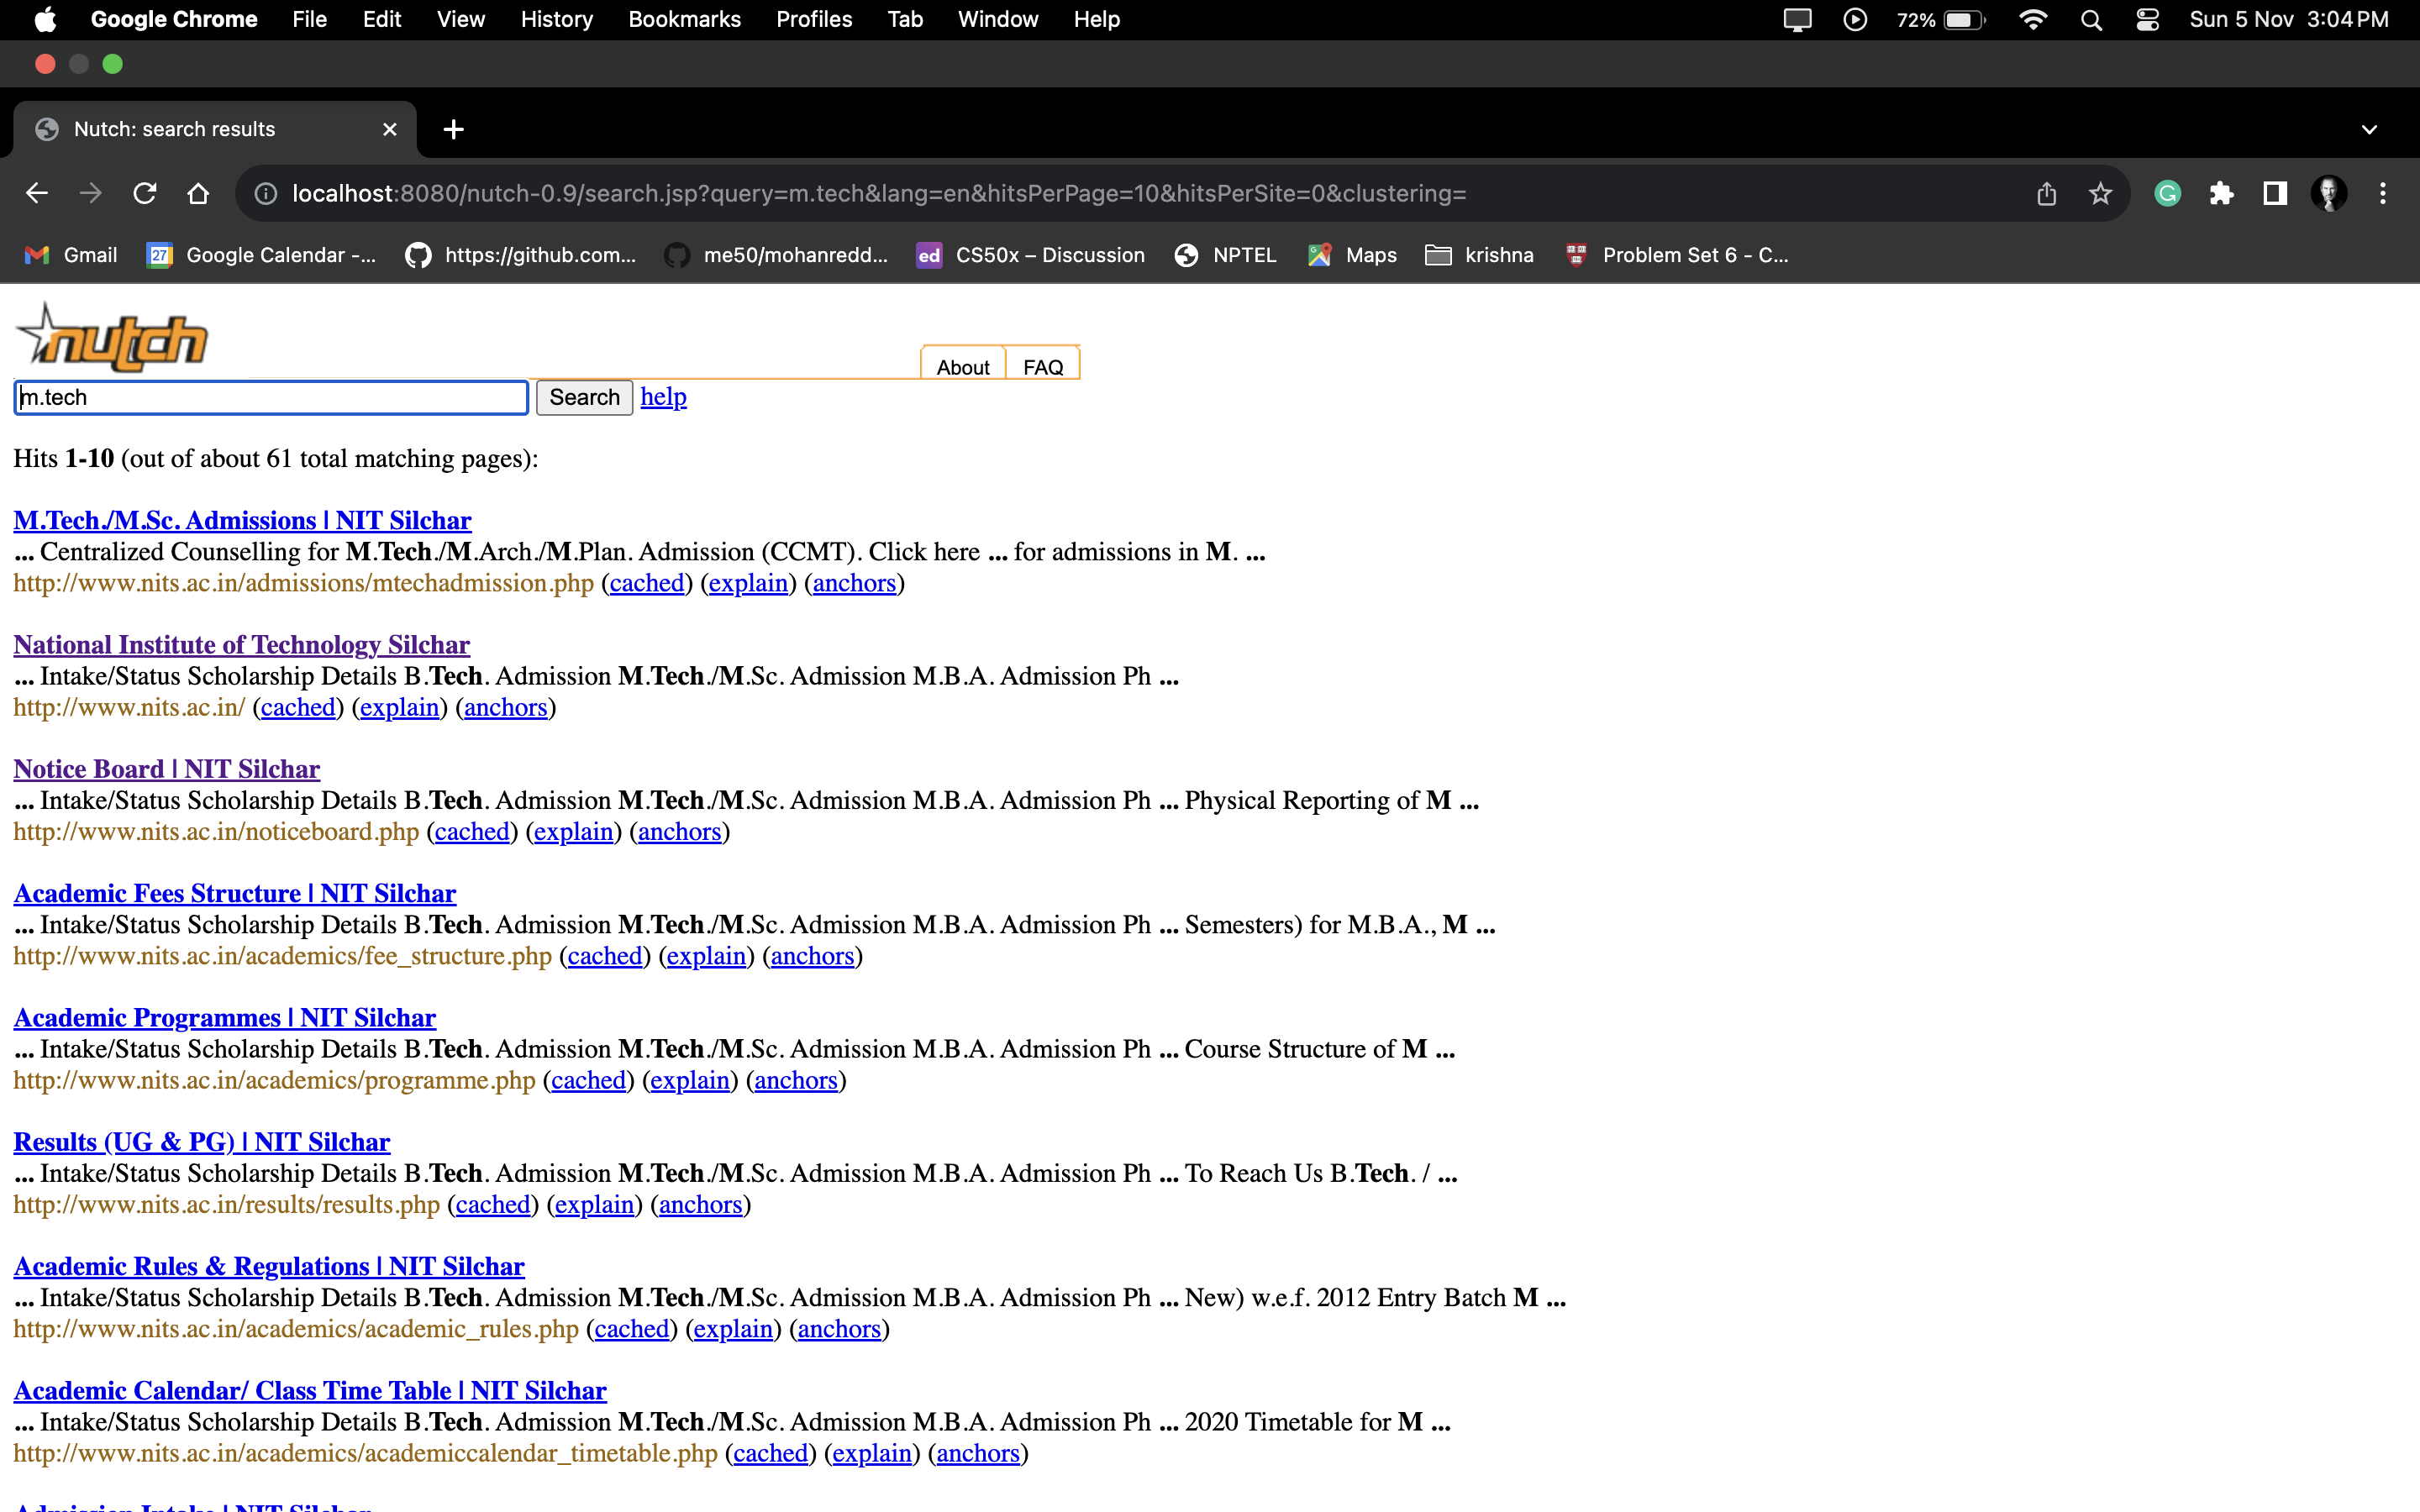 Google Chrome File Edit View History Bookmarks Profiles Tab Window Help 72% Sun 5 Nov 3:04 PM
Nutch: search results
localhost:8080/nutch-0.9/search.jsp?query=m.tech&lang=en&hitsPerPage=10&hitsPerSite=0&clustering=
Gmail 27 Google Calendar -... https://github.com... me50/mohanredd... ed CS50x – Discussion NPTEL Maps krishna Problem Set 6 - C...
nutch
About FAQ
m.tech Search help
Hits 1-10 (out of about 61 total matching pages):
M.Tech./M.Sc. Admissions | NIT Silchar
... Centralized Counselling for M.Tech./M.Arch./M.Plan. Admission (CCMT). Click here ... for admissions in M. ...
http://www.nits.ac.in/admissions/mtechadmission.php (cached) (explain) (anchors)
National Institute of Technology Silchar
... Intake/Status Scholarship Details B.Tech. Admission M.Tech./M.Sc. Admission M.B.A. Admission Ph ...
http://www.nits.ac.in/ (cached) (explain) (anchors)
Notice Board | NIT Silchar
... Intake/Status Scholarship Details B.Tech. Admission M.Tech./M.Sc. Admission M.B.A. Admission Ph ... Physical Reporting of M ...
http://www.nits.ac.in/noticeboard.php (cached) (explain) (anchors)
Academic Fees Structure | NIT Silchar
... Intake/Status Scholarship Details B.Tech. Admission M.Tech./M.Sc. Admission M.B.A. Admission Ph ... Semesters) for M.B.A., M ...
http://www.nits.ac.in/academics/fee_structure.php (cached) (explain) (anchors)
Academic Programmes | NIT Silchar
... Intake/Status Scholarship Details B.Tech. Admission M.Tech./M.Sc. Admission M.B.A. Admission Ph ... Course Structure of M ...
http://www.nits.ac.in/academics/programme.php (cached) (explain) (anchors)
Results (UG & PG) | NIT Silchar
... Intake/Status Scholarship Details B.Tech. Admission M.Tech./M.Sc. Admission M.B.A. Admission Ph ... To Reach Us B.Tech. / ...
http://www.nits.ac.in/results/results.php (cached) (explain) (anchors)
Academic Rules & Regulations | NIT Silchar
... Intake/Status Scholarship Details B.Tech. Admission M.Tech./M.Sc. Admission M.B.A. Admission Ph ... New) w.e.f. 2012 Entry Batch M ...
http://www.nits.ac.in/academics/academic_rules.php (cached) (explain) (anchors)
Academic Calendar/ Class Time Table | NIT Silchar
... Intake/Status Scholarship Details B.Tech. Admission M.Tech./M.Sc. Admission M.B.A. Admission Ph ... 2020 Timetable for M ...
http://www.nits.ac.in/academics/academiccalendar_timetable.php (cached) (explain) (anchors)
Admission Intake | NIT Silchar